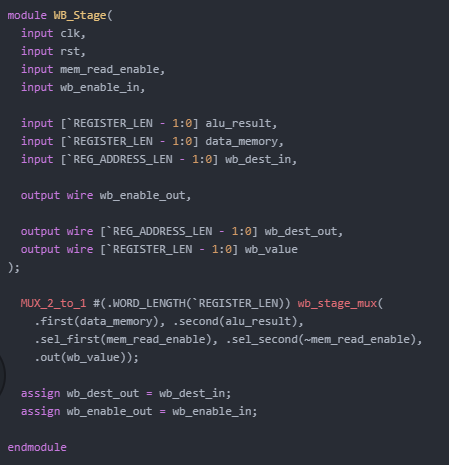 module WB_Stage(
  input clk,
  input rst,
  input mem_read_enable,
  input wb_enable_in,

  input [`REGISTER_LEN - 1:0] alu_result,
  input [`REGISTER_LEN - 1:0] data_memory,
  input [`REG_ADDRESS_LEN - 1:0] wb_dest_in,

  output wire wb_enable_out,

  output wire [`REG_ADDRESS_LEN - 1:0] wb_dest_out,
  output wire [`REGISTER_LEN - 1:0] wb_value
);

  MUX_2_to_1 #(.WORD_LENGTH(`REGISTER_LEN)) wb_stage_mux(
    .first(data_memory), .second(alu_result),
    .sel_first(mem_read_enable), .sel_second(~mem_read_enable),
    .out(wb_value));

  assign wb_dest_out = wb_dest_in;
  assign wb_enable_out = wb_enable_in;

endmodule